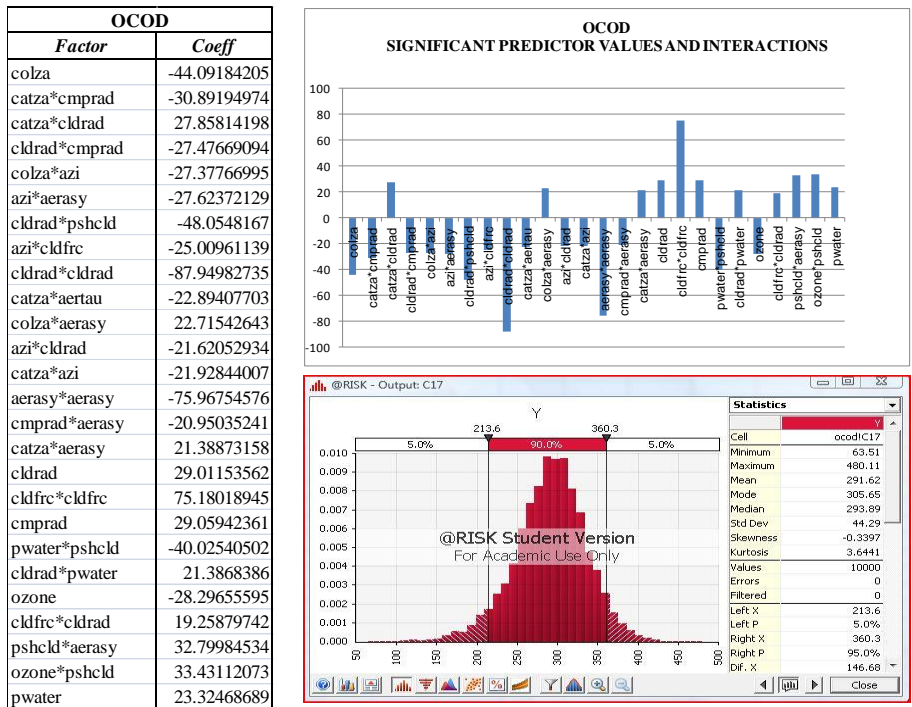 OCOD
Factor Coeff
colza -44.09184205
catza*cmprad -30.89194974
catza*cldrad 27.85814198
cldrad*cmprad -27.47669094
colza*azi -27.37766995
azi*aerasy -27.62372129
cldrad*pshcld -48.0548167
azi*cldfrc -25.00961139
cldrad*cldrad -87.94982735
catza*aertau -22.89407703
colza*aerasy 22.71542643
azi*cldrad -21.62052934
catza*azi -21.92844007
aerasy*aerasy -75.96754576
cmprad*aerasy -20.95035241
catza*aerasy 21.38873158
cldrad 29.01153562
cldfrc*cldfrc 75.18018945
cmprad 29.05942361
pwater*pshcld -40.02540502
cldrad*pwater 21.3868386
ozone -28.29655595
cldfrc*cldrad 19.25879742
pshcld*aerasy 32.79984534
ozone*pshcld 33.43112073
pwater 23.32468689
OCOD
SIGNIFICANT PREDICTOR VALUES AND INTERACTIONS
100
80
60
40
20
0
-20
-40
-60
-80
-100
colza
catza*cmprad
catza*cldrad
cldrad*cmprad
colza*azi
azi*aerasy
cldrad*pshcld
azi*cldfrc
cldrad*cldrad
catza*aertau
colza*aerasy
azi*cldrad
catza*azi
aerasy*aerasy
cmprad*aerasy
catza*aerasy
cldrad
cldfrc*cldfrc
cmprad
pwater*pshcld
cldrad*pwater
ozone
cldfrc*cldrad
pshcld*aerasy
ozone*pshcld
pwater
@RISK - Output: C17
Y
213.6 360.3
5.0% 90.0% 5.0%
0.010
0.009
0.008
0.007
0.006
0.005
0.004
0.003
0.002
0.001
0.000
50 100 150 200 250 300 350 400 450 500
@RISK Student Version
For Academic Use Only
Statistics
Y
Cell ocod!C17
Minimum 63.51
Maximum 480.11
Mean 291.62
Mode 305.65
Median 293.89
Std Dev 44.29
Skewness -0.3397
Kurtosis 3.6441
Values 10000
Errors 0
Filtered 0
Left X 213.6
Left P 5.0%
Right X 360.3
Right P 95.0%
Dif. X 146.68
Close